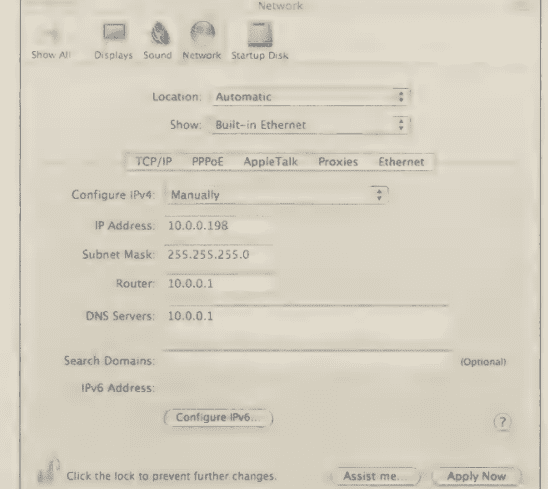 Network
Show All Displays Sound Network Startup Disk
Location: Automatic
Show: Built-in Ethernet
TCP/IP PPPoE AppleTalk Proxies Ethernet
Configure IPv4: Manually
IP Address: 10.0.0.198
Subnet Mask: 255.255.255.0
Router: 10.0.0.1
DNS Servers: 10.0.0.1
Search Domains: (Optional)
IPv6 Address:
Configure IPv6...
?
Click the lock to prevent further changes. Assist me... Apply Now